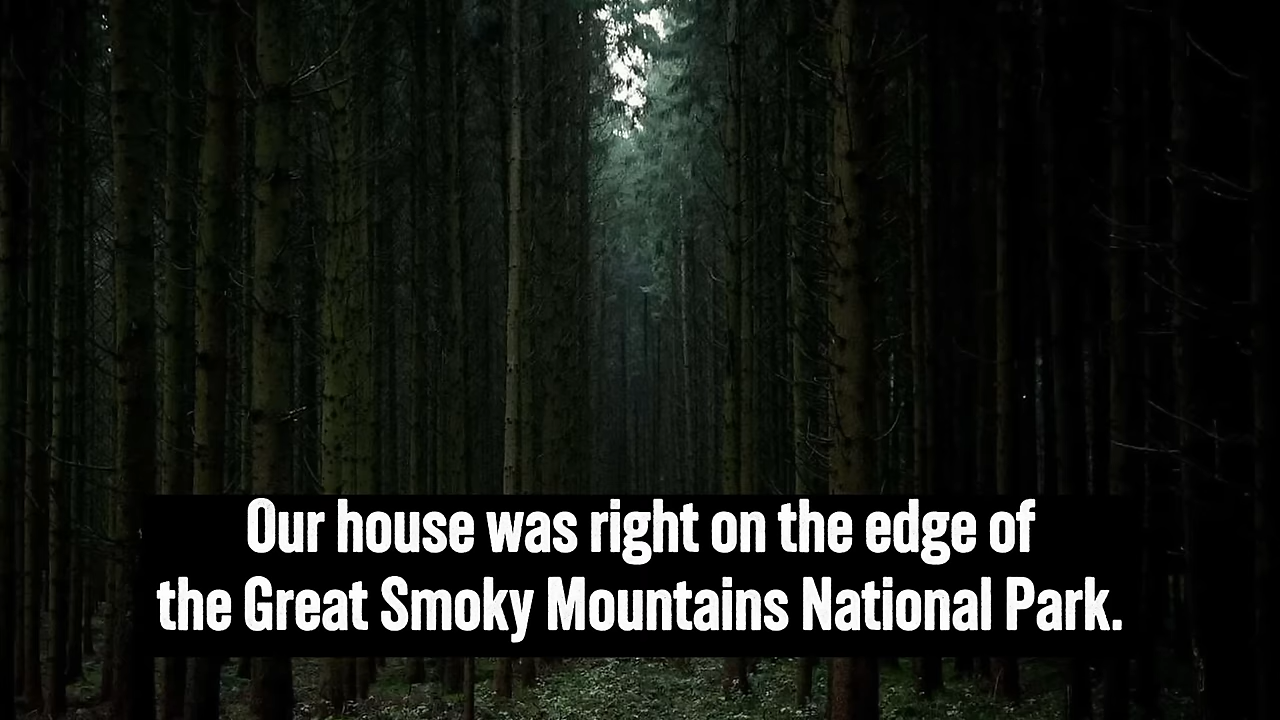 Our house was right on the edge of
the Great Smoky Mountains National Park.